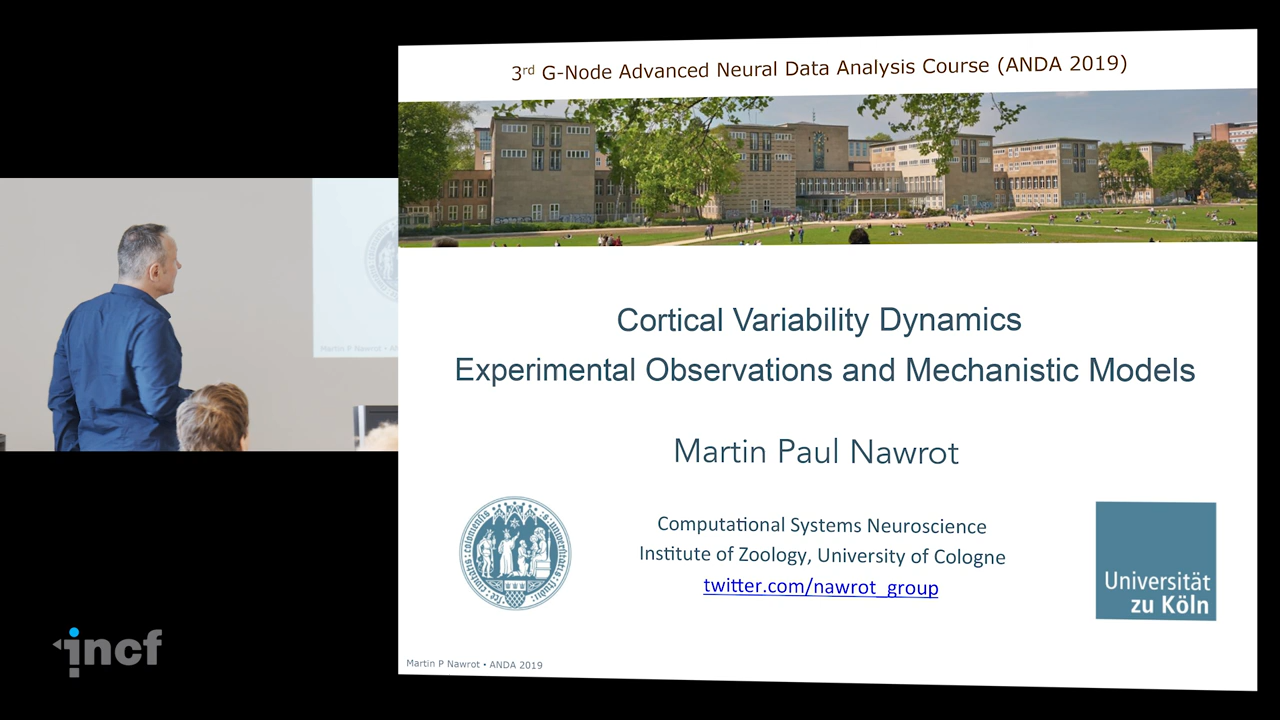 3rd G-Node Advanced Neural Data Analysis Course (ANDA 2019)
Cortical Variability Dynamics
Experimental Observations and Mechanistic Models
Martin Paul Nawrot
Computational Systems Neuroscience
Institute of Zoology, University of Cologne
twitter.com/nawrot_group
Universität
zu Köln
Martin P Nawrot • ANDA 2019
incf
Martin P Nawrot •